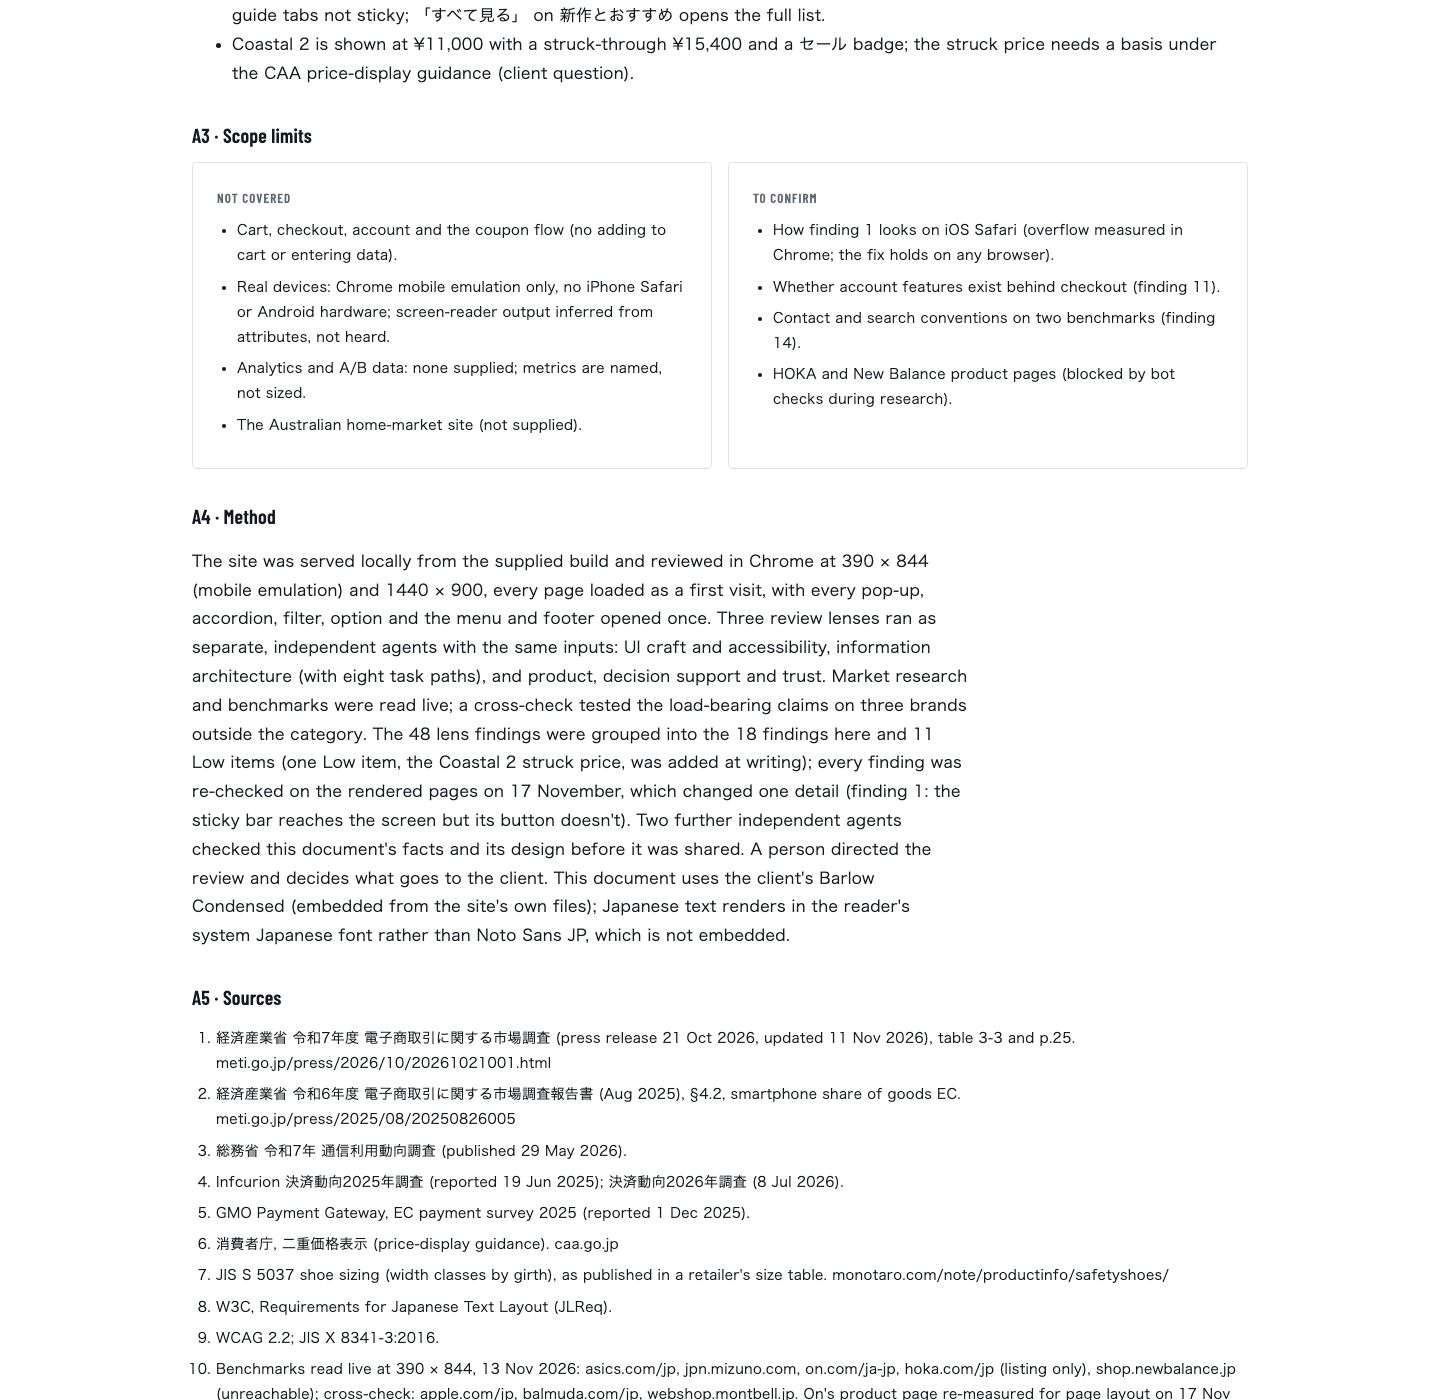 guide tabs not sticky; 「すべて見る」 on 新作とおすすめ opens the full list.
• Coastal 2 is shown at ¥11,000 with a struck-through ¥15,400 and a セール badge; the struck price needs a basis under
the CAA price-display guidance (client question).
A3 · Scope limits
NOT COVERED
• Cart, checkout, account and the coupon flow (no adding to
cart or entering data).
• Real devices: Chrome mobile emulation only, no iPhone Safari
or Android hardware; screen-reader output inferred from
attributes, not heard.
• Analytics and A/B data: none supplied; metrics are named,
not sized.
• The Australian home-market site (not supplied).
TO CONFIRM
• How finding 1 looks on iOS Safari (overflow measured in
Chrome; the fix holds on any browser).
• Whether account features exist behind checkout (finding 11).
• Contact and search conventions on two benchmarks (finding
14).
• HOKA and New Balance product pages (blocked by bot
checks during research).
A4 · Method
The site was served locally from the supplied build and reviewed in Chrome at 390 × 844
(mobile emulation) and 1440 × 900, every page loaded as a first visit, with every pop-up,
accordion, filter, option and the menu and footer opened once. Three review lenses ran as
separate, independent agents with the same inputs: UI craft and accessibility, information
architecture (with eight task paths), and product, decision support and trust. Market research
and benchmarks were read live; a cross-check tested the load-bearing claims on three brands
outside the category. The 48 lens findings were grouped into the 18 findings here and 11
Low items (one Low item, the Coastal 2 struck price, was added at writing); every finding was
re-checked on the rendered pages on 17 November, which changed one detail (finding 1: the
sticky bar reaches the screen but its button doesn't). Two further independent agents
checked this document's facts and its design before it was shared. A person directed the
review and decides what goes to the client. This document uses the client's Barlow
Condensed (embedded from the site's own files); Japanese text renders in the reader's
system Japanese font rather than Noto Sans JP, which is not embedded.
A5 · Sources
1. 経済産業省 令和7年度 電子商取引に関する市場調査 (press release 21 Oct 2026, updated 11 Nov 2026), table 3-3 and p.25.
meti.go.jp/press/2026/10/20261021001.html
2. 経済産業省 令和6年度 電子商取引に関する市場調査報告書 (Aug 2025), §4.2, smartphone share of goods EC.
meti.go.jp/press/2025/08/20250826005
3. 総務省 令和7年 通信利用動向調査 (published 29 May 2026).
4. Infcurion 決済動向2025年調査 (reported 19 Jun 2025); 決済動向2026年調査 (8 Jul 2026).
5. GMO Payment Gateway, EC payment survey 2025 (reported 1 Dec 2025).
6. 消費者庁, 二重価格表示 (price-display guidance). caa.go.jp
7. JIS S 5037 shoe sizing (width classes by girth), as published in a retailer's size table. monotaro.com/note/productinfo/safetyshoes/
8. W3C, Requirements for Japanese Text Layout (JLReq).
9. WCAG 2.2; JIS X 8341-3:2016.
10. Benchmarks read live at 390 × 844, 13 Nov 2026: asics.com/jp, jpn.mizuno.com, on.com/ja-jp, hoka.com/jp (listing only), shop.newbalance.jp
(unreachable); cross-check: apple.com/jp, balmuda.com/jp, webshop.montbell.jp. On's product page re-measured for page layout on 17 Nov